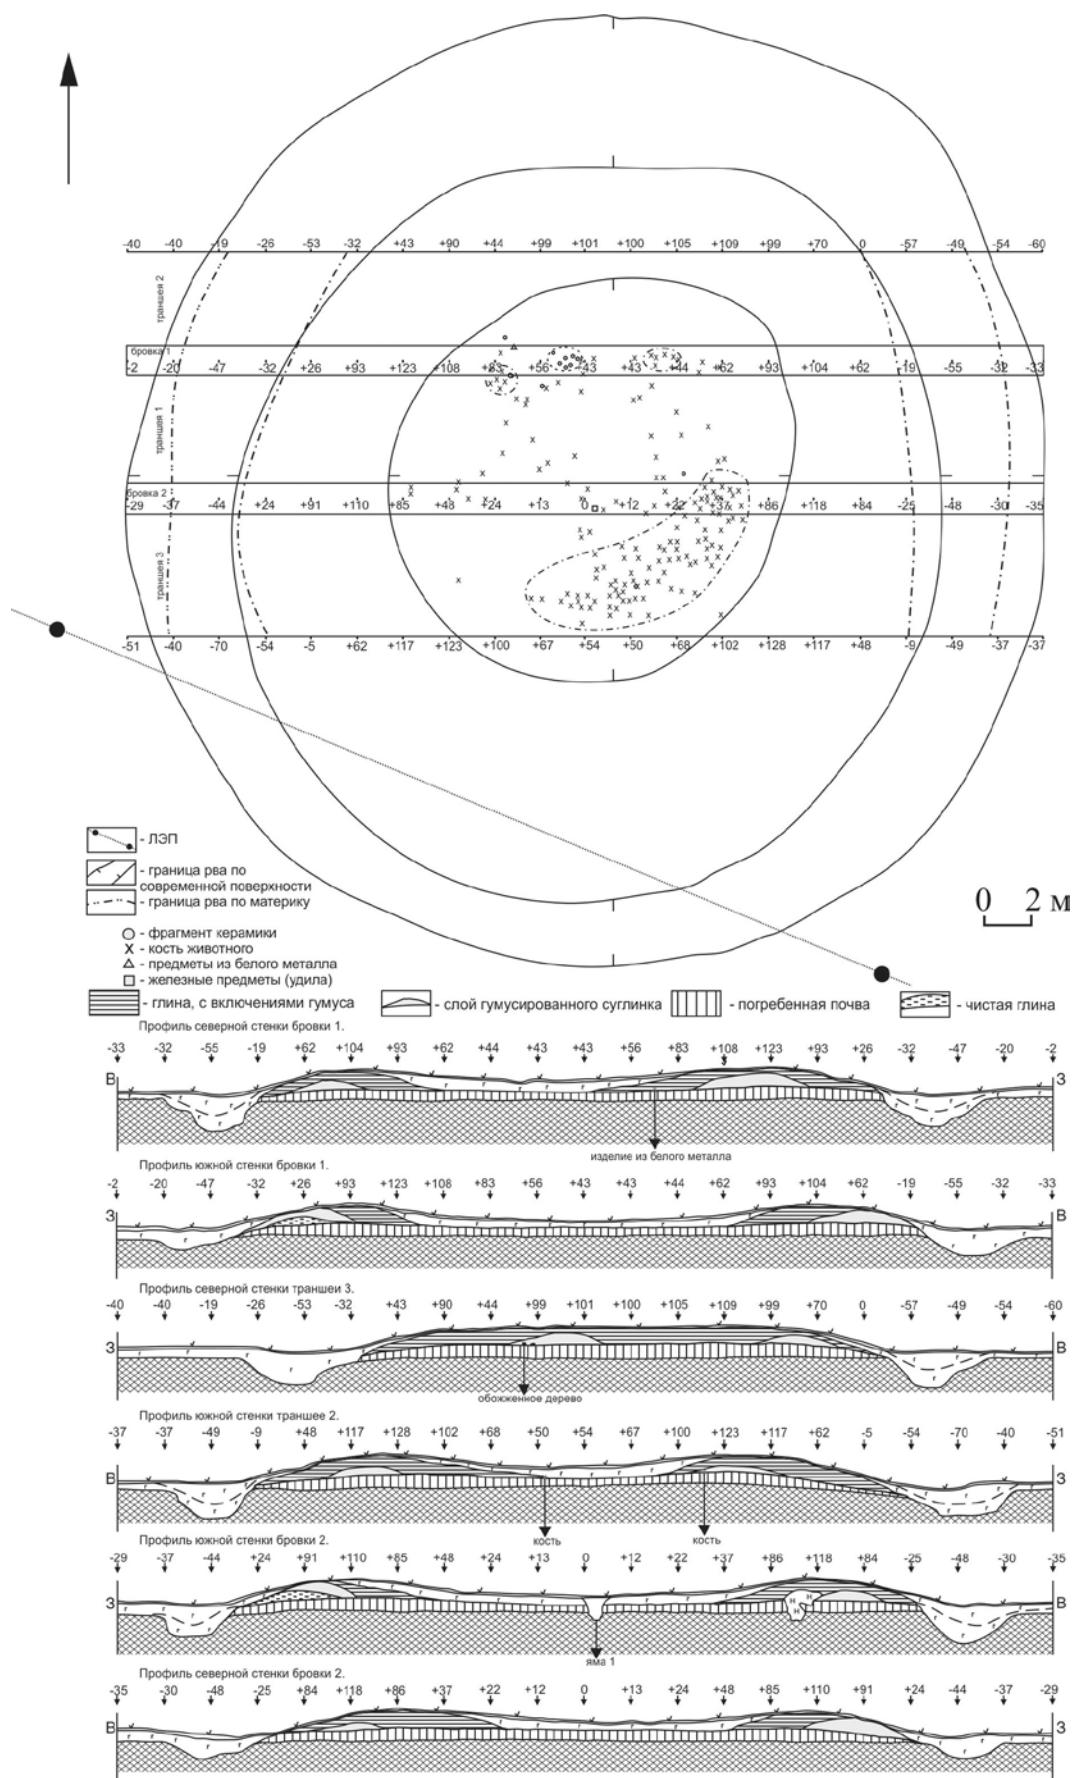 -40 -40 -19 -26 -53 -32 +43 +90 +44 +99 +101 +100 +105 +109 +99 +70 0 -57 -49 -54 -60
траншея 2
бровка 1
-2 -20 -47 -32 +26 +93 +123 +108 +83 +56 +43 +43 +44 +62 +93 +104 +62 -19 -55 -32 -33
траншея 1
бровка 2
-29 -37 -44 +24 +91 +110 +85 +48 +24 +13 0 +12 +22 +37 +86 +118 +84 -25 -48 -30 -35
траншея 3
-51 -40 -70 -54 -5 +62 +117 +123 +100 +67 +54 +50 +68 +102 +128 +117 +48 -9 -49 -37 -37
- ЛЭП
- граница рва по
современной поверхности
- граница рва по материку
0 2 м
- фрагмент керамики
- кость животного
- предметы из белого металла
- железные предметы (удила)
- глина, с включениями гумуса
- слой гумусированного суглинка
- погребенная почва
- чистая глина
Профиль северной стенки бровки 1.
-33 -32 -55 -19 +62 +104 +93 +62 +44 +43 +43 +56 +83 +108 +123 +93 +26 -32 -47 -20 -2
В З
изделие из белого металла
Профиль южной стенки бровки 1.
-2 -20 -47 -32 +26 +93 +123 +108 +83 +56 +43 +43 +44 +62 +93 +104 +62 -19 -55 -32 -33
З В
Профиль северной стенки траншеи 3.
-40 -40 -19 -26 -53 -32 +43 +90 +44 +99 +101 +100 +105 +109 +99 +70 0 -57 -49 -54 -60
З В
обожженное дерево
Профиль южной стенки траншее 2.
-37 -37 -49 -9 +48 +117 +128 +102 +68 +50 +54 +67 +100 +123 +117 +62 -5 -54 -70 -40 -51
В З
кость кость
Профиль южной стенки бровки 2.
-29 -37 -44 +24 +91 +110 +85 +48 +24 +13 0 +12 +22 +37 +86 +118 +84 -25 -48 -30 -35
З Н Н Н В
яма 1
Профиль северной стенки бровки 2.
-35 -30 -48 -25 +84 +118 +86 +37 +22 +12 0 +13 +24 +48 +85 +110 +91 +24 -44 -37 -29
В З